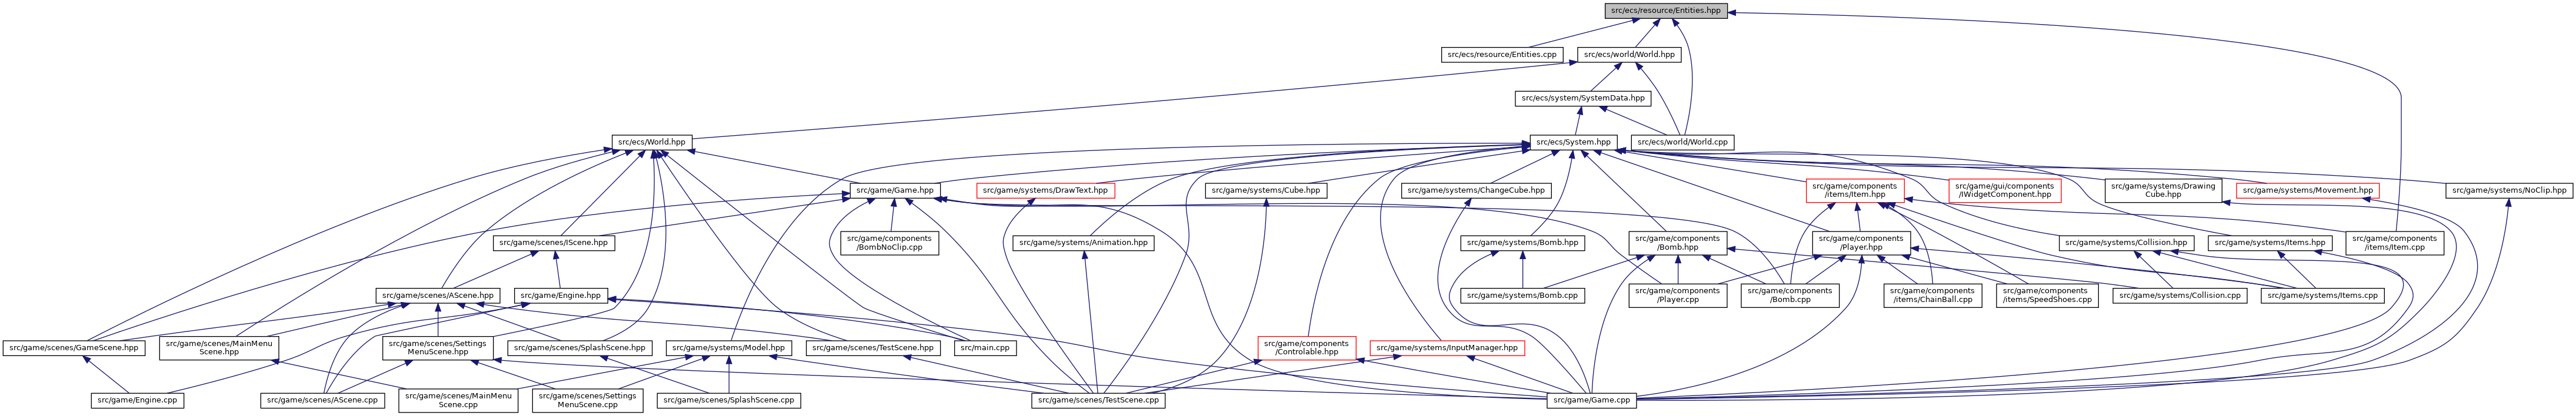 src/ecs/resource/Entities.hpp
src/ecs/resource/Entities.cpp
src/ecs/world/World.hpp
src/ecs/system/SystemData.hpp
src/ecs/World.hpp
src/ecs/System.hpp
src/ecs/world/World.cpp
src/game/Game.hpp
src/game/systems/DrawText.hpp
src/game/systems/Cube.hpp
src/game/systems/ChangeCube.hpp
src/game/components
/items/Item.hpp
src/game/gui/components
/IWidgetComponent.hpp
src/game/systems/Drawing
Cube.hpp
src/game/systems/Movement.hpp
src/game/systems/NoClip.hpp
src/game/scenes/IScene.hpp
src/game/components
/BombNoClip.cpp
src/game/systems/Animation.hpp
src/game/systems/Bomb.hpp
src/game/components
/Bomb.hpp
src/game/components
/Player.hpp
src/game/systems/Collision.hpp
src/game/systems/Items.hpp
src/game/components
/items/Item.cpp
src/game/scenes/AScene.hpp
src/game/Engine.hpp
src/game/systems/Bomb.cpp
src/game/components
/Player.cpp
src/game/components
/Bomb.cpp
src/game/components
/items/ChainBall.cpp
src/game/components
/items/SpeedShoes.cpp
src/game/systems/Collision.cpp
src/game/systems/Items.cpp
src/game/scenes/GameScene.hpp
src/game/scenes/MainMenu
Scene.hpp
src/game/scenes/Settings
MenuScene.hpp
src/game/scenes/SplashScene.hpp
src/game/systems/Model.hpp
src/game/scenes/TestScene.hpp
src/main.cpp
src/game/components
/Controlable.hpp
src/game/systems/InputManager.hpp
src/game/Engine.cpp
src/game/scenes/AScene.cpp
src/game/scenes/MainMenu
Scene.cpp
src/game/scenes/Settings
MenuScene.cpp
src/game/scenes/SplashScene.cpp
src/game/scenes/TestScene.cpp
src/game/Game.cpp